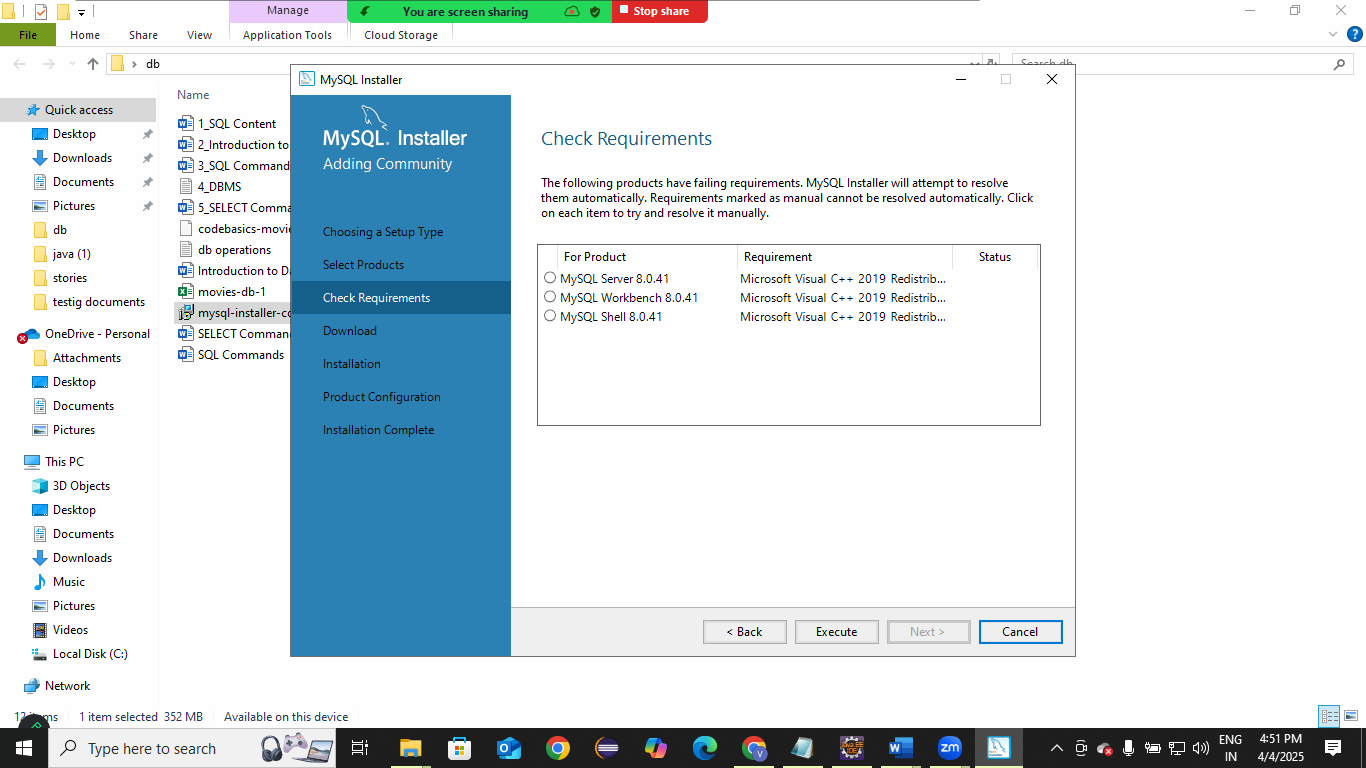 Manage
You are screen sharing
Stop share
File
Home
Share
View
Application Tools
Cloud Storage
db
Search db
Name
Quick access
Desktop
Downloads
Documents
Pictures
db
java (1)
stories
testig documents
OneDrive - Personal
Attachments
Desktop
Documents
Pictures
This PC
3D Objects
Desktop
Documents
Downloads
Music
Pictures
Videos
Local Disk (C:)
Network
1_SQL Content
2_Introduction to
3_SQL Command
4_DBMS
5_SELECT Comma
codebasics-movie
db operations
Introduction to Da
movies-db-1
mysql-installer-co
SELECT Command
SQL Commands
MySQL Installer
MySQL. Installer
Adding Community
Choosing a Setup Type
Select Products
Check Requirements
Download
Installation
Product Configuration
Installation Complete
Check Requirements
The following products have failing requirements. MySQL Installer will attempt to resolve
them automatically. Requirements marked as manual cannot be resolved automatically. Click
on each item to try and resolve it manually.
For Product Requirement Status
MySQL Server 8.0.41 Microsoft Visual C++ 2019 Redistrib...
MySQL Workbench 8.0.41 Microsoft Visual C++ 2019 Redistrib...
MySQL Shell 8.0.41 Microsoft Visual C++ 2019 Redistrib...
< Back
Execute
Next >
Cancel
1 item selected 352 MB Available on this device
Type here to search
zm
ENG
IN
4:51 PM
4/4/2025